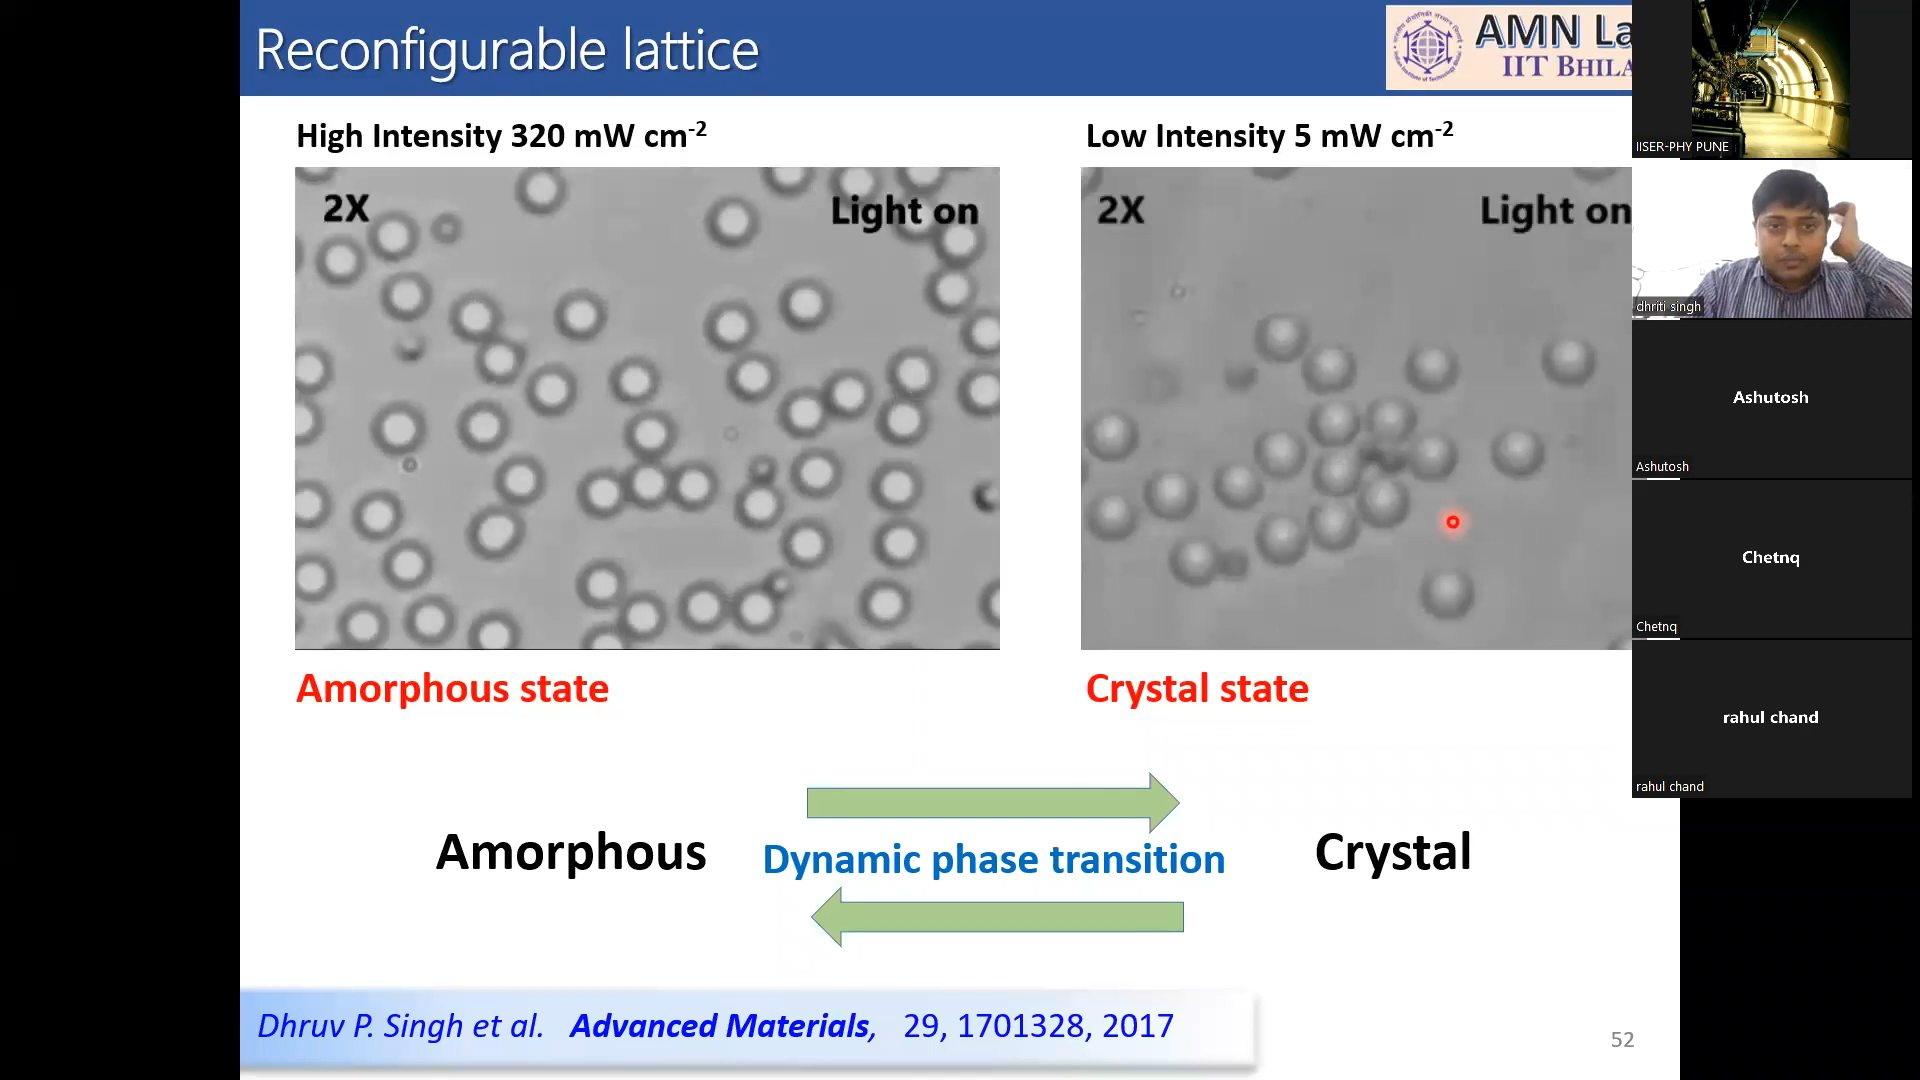 Reconfigurable lattice
AMN La
IIT BHILA
High Intensity 320 mW cm-2
Low Intensity 5 mW cm-2
2X
Light on
2X
Light on
Amorphous state
Crystal state
Amorphous
Dynamic phase transition
Crystal
Dhruv P. Singh et al. Advanced Materials, 29, 1701328, 2017
52
IISER-PHY PUNE
dhriti singh
Ashutosh
Ashutosh
Chetnq
Chetnq
rahul chand
rahul chand